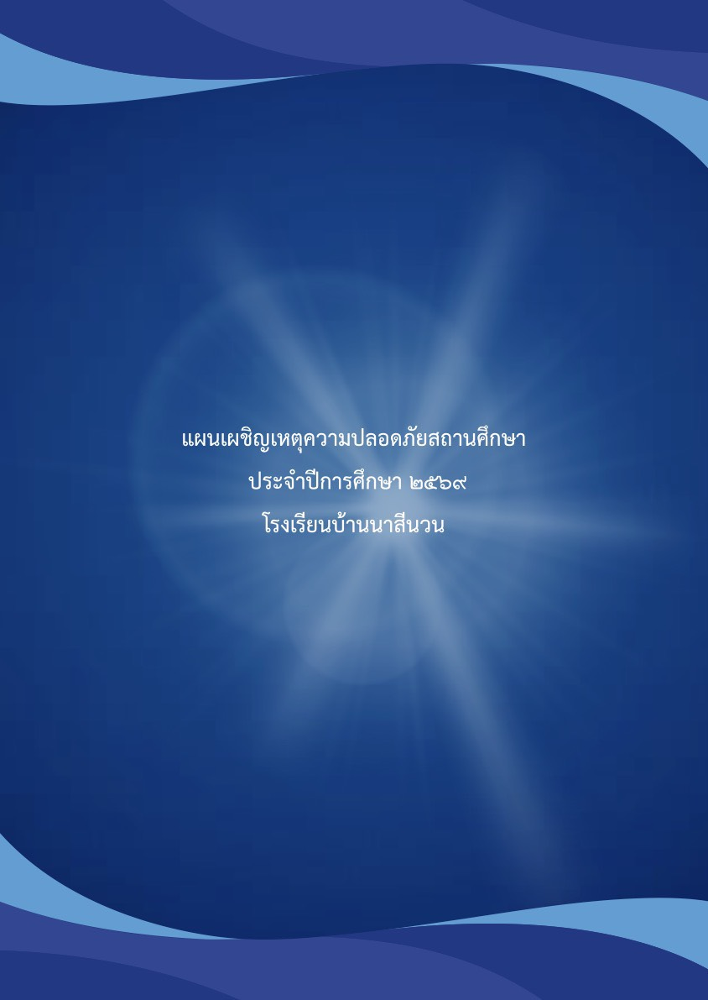 แผนเผชิญเหตุความปลอดภัยสถานศึกษา
ประจำปีการศึกษา ๒๕๖๙
โรงเรียนบ้านนาสีนวน